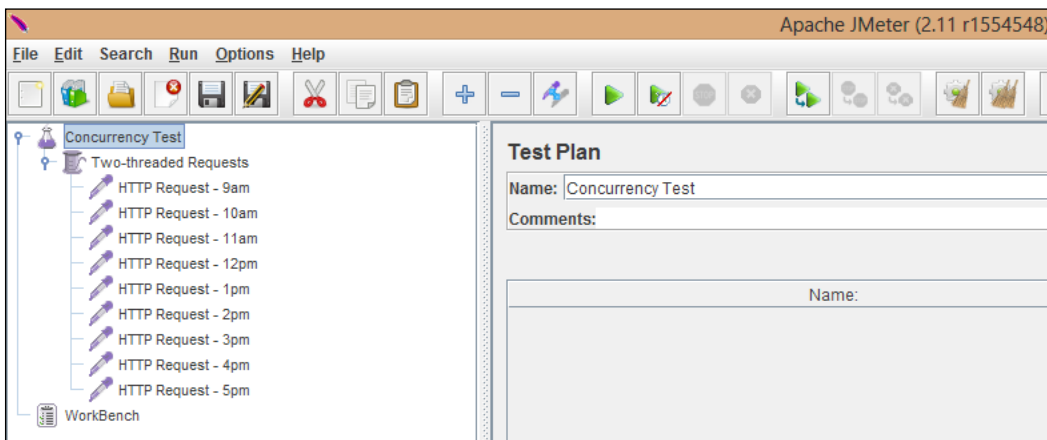 Apache JMeter (2.11 r1554548)
File Edit Search Run Options Help
Concurrency Test
Two-threaded Requests
HTTP Request - 9am
HTTP Request - 10am
HTTP Request - 11am
HTTP Request - 12pm
HTTP Request - 1pm
HTTP Request - 2pm
HTTP Request - 3pm
HTTP Request - 4pm
HTTP Request - 5pm
WorkBench
Test Plan
Name: Concurrency Test
Comments:
Name: